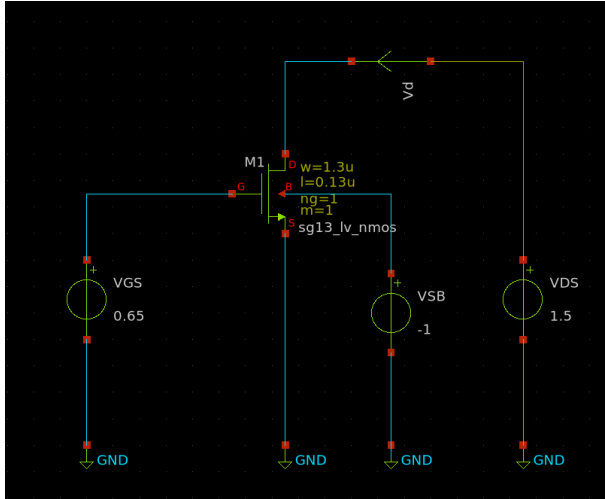 Vd
M1
D
w=1.3u
l=0.13u
G
B
ng=1
m=1
S
sg13_lv_nmos
+
VGS
0.65
+
VSB
-1
+
VDS
1.5
GND
GND
GND
GND